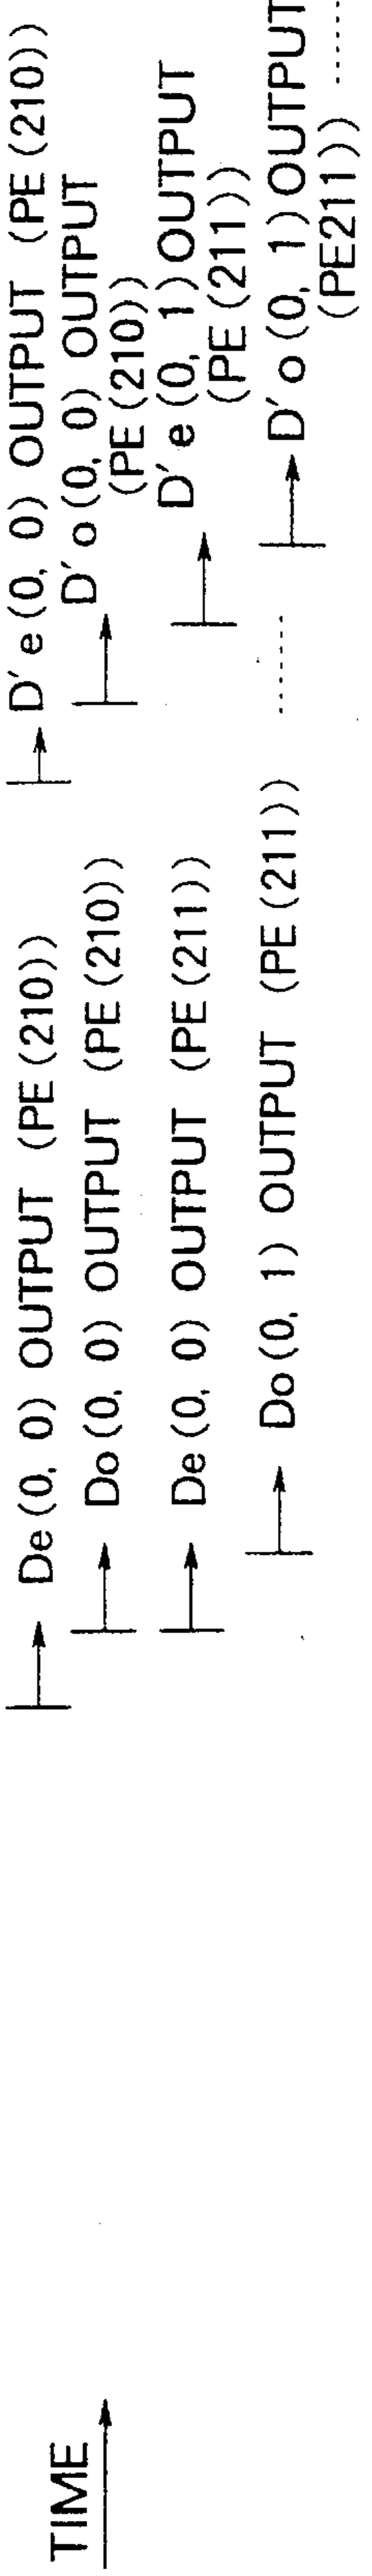 TIME
De (0, 0) OUTPUT (PE (210))
Do (0, 0) OUTPUT (PE (210))
De (0, 0) OUTPUT (PE (211))
Do (0, 1) OUTPUT (PE (211))
D′e (0, 0) OUTPUT (PE (210))
D′o (0, 0) OUTPUT
(PE (210))
D′e (0, 1) OUTPUT
(PE (211))
D′o (0, 1) OUTPUT
(PE211))